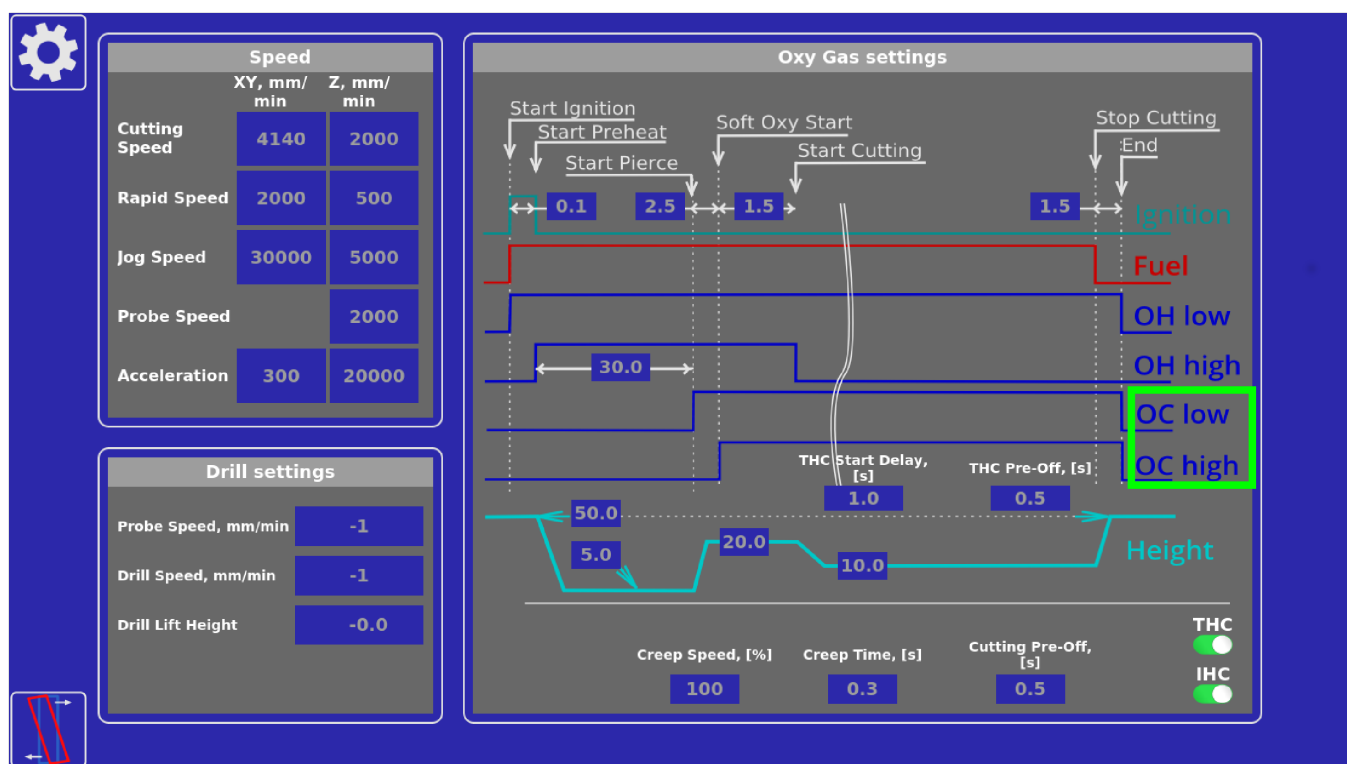 Speed
XY, mm/
min
Z, mm/
min
Cutting
Speed
4140
2000
Rapid Speed
2000
500
Jog Speed
30000
5000
Probe Speed
2000
Acceleration
300
20000
Drill settings
Probe Speed, mm/min
-1
Drill Speed, mm/min
-1
Drill Lift Height
-0.0
Oxy Gas settings
Start Ignition
Start Preheat
Start Pierce
Soft Oxy Start
Start Cutting
Stop Cutting
End
0.1
2.5
1.5
1.5
Ignition
Fuel
OH low
30.0
OH high
OC low
OC high
THC Start Delay,
[s]
1.0
THC Pre-Off, [s]
0.5
50.0
5.0
20.0
10.0
Height
Creep Speed, [%]
100
Creep Time, [s]
0.3
Cutting Pre-Off,
[s]
0.5
THC
IHC